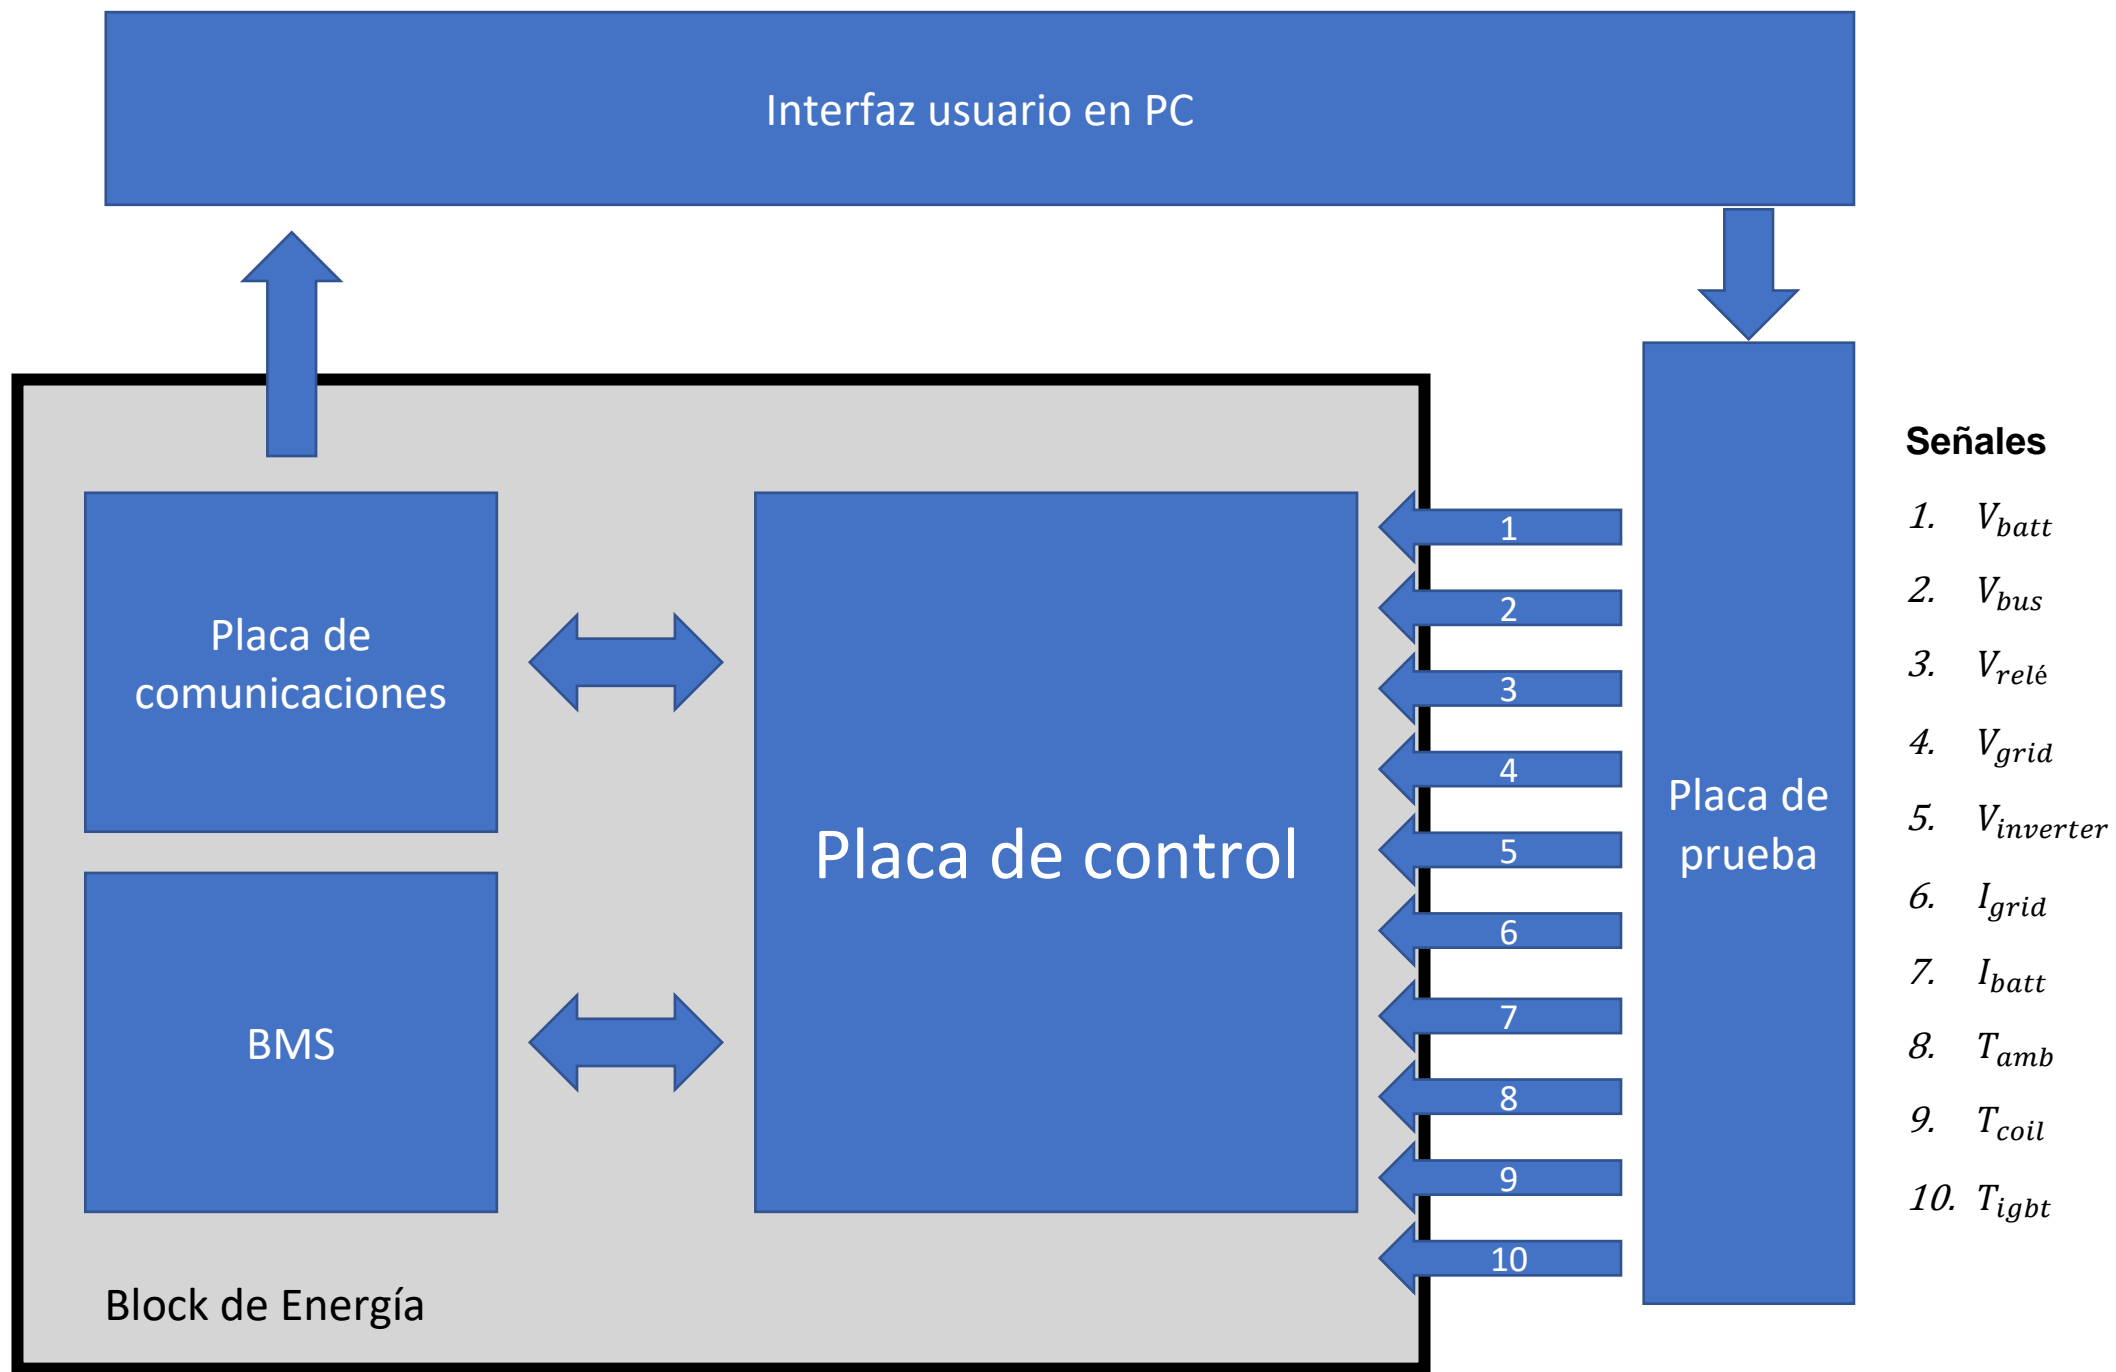 Interfaz usuario en PC
Placa de
comunicaciones
BMS
Placa de control
Block de Energía
1
2
3
4
5
6
7
8
9
10
Placa de
prueba
Señales
1. V_batt
2. V_bus
3. V_relé
4. V_grid
5. V_inverter
6. I_grid
7. I_batt
8. T_amb
9. T_coil
10. T_igbt